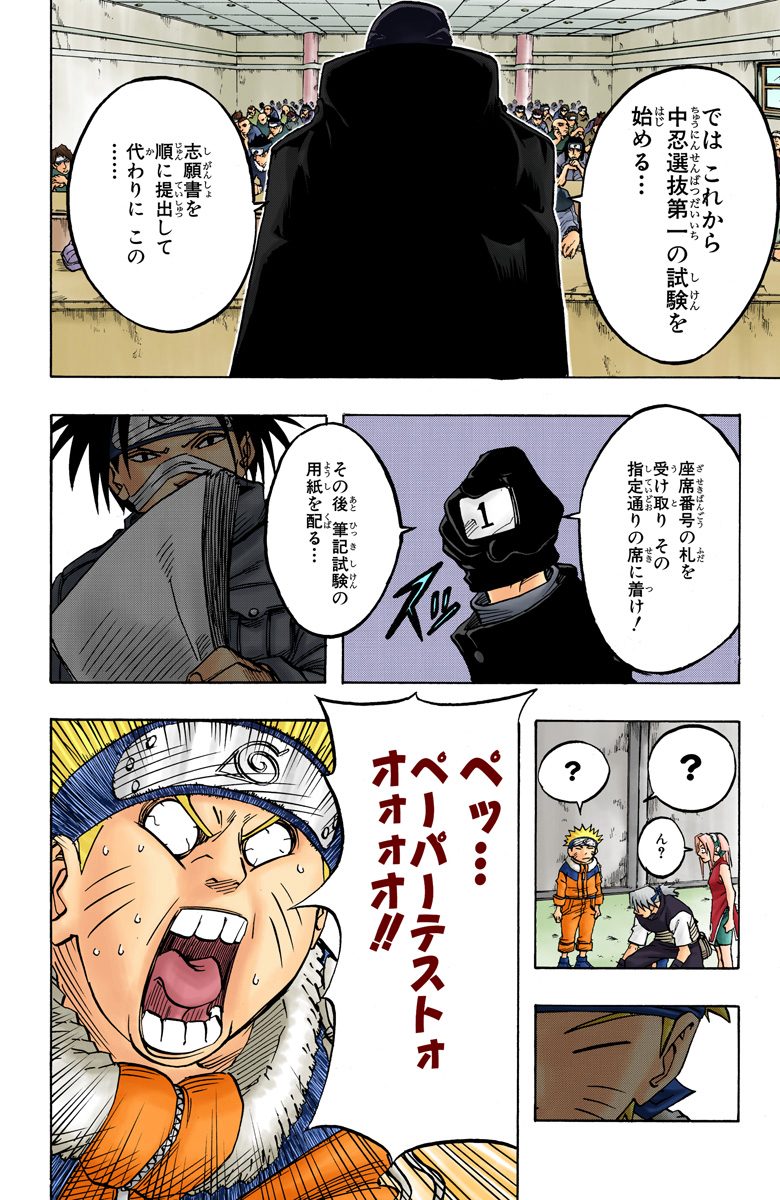 では これから
中忍選抜第一の試験を
始める…
志願書を
順に提出して
代わりに この
……
座席番号の札を
受け取り その
指定通りの席に着け!
1
ズッ
その後 筆記試験の
用紙を配る…
?
ん?
?
ペッ…
ペーパーテストォ
オォォオ!!